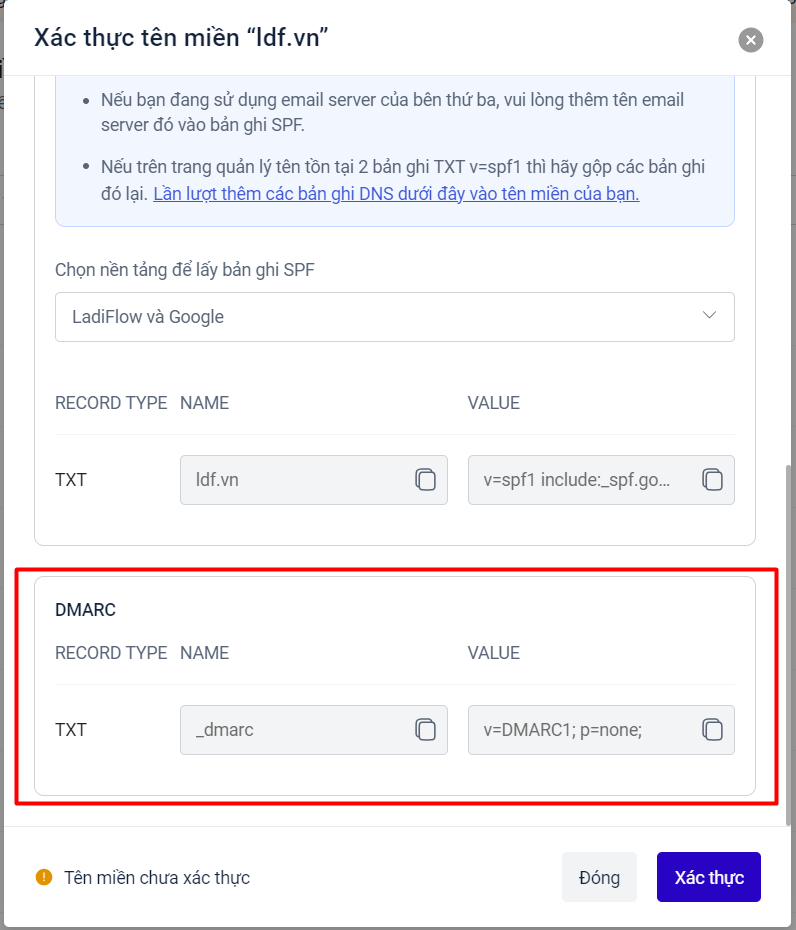 Xác thực tên miền “ldf.vn”
Nếu bạn đang sử dụng email server của bên thứ ba, vui lòng thêm tên email
server đó vào bản ghi SPF.
Nếu trên trang quản lý tên tồn tại 2 bản ghi TXT v=spf1 thì hãy gộp các bản ghi
đó lại. Lần lượt thêm các bản ghi DNS dưới đây vào tên miền của bạn.
Chọn nền tảng để lấy bản ghi SPF
LadiFlow và Google
RECORD TYPE NAME VALUE
TXT ldf.vn v=spf1 include:_spf.go...
DMARC
RECORD TYPE NAME VALUE
TXT _dmarc v=DMARC1; p=none;
Tên miền chưa xác thực Đóng Xác thực